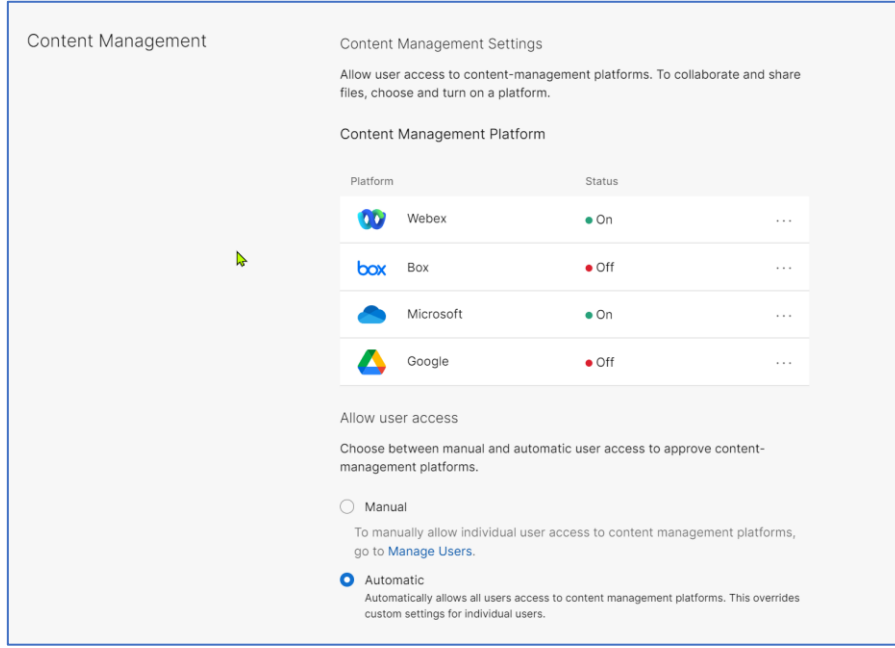 Content Management
Content Management Settings
Allow user access to content-management platforms. To collaborate and share
files, choose and turn on a platform.
Content Management Platform
Platform Status
Webex On ...
box Box Off ...
Microsoft On ...
Google Off ...
Allow user access
Choose between manual and automatic user access to approve content-
management platforms.
Manual
To manually allow individual user access to content management platforms,
go to Manage Users.
Automatic
Automatically allows all users access to content management platforms. This overrides
custom settings for individual users.